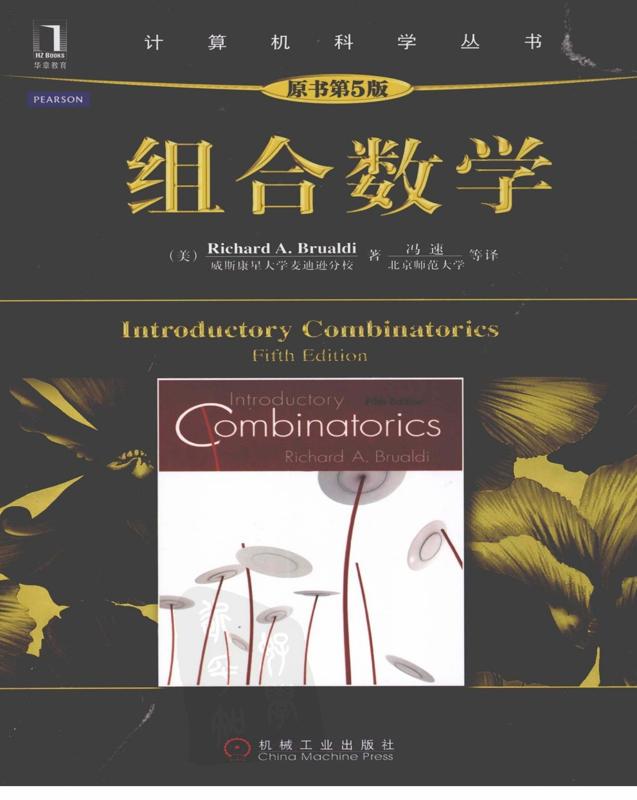 HZ Books
华章教育
计算机科学丛书
PEARSON
原书第5版
组合数学
(美) Richard A. Brualdi 著 冯速 等译
威斯康星大学麦迪逊分校 北京师范大学
Introductory Combinatorics
Fifth Edition
Introductory Fifth Edition
Combinatorics
Richard A. Brualdi
机械工业出版社
China Machine Press